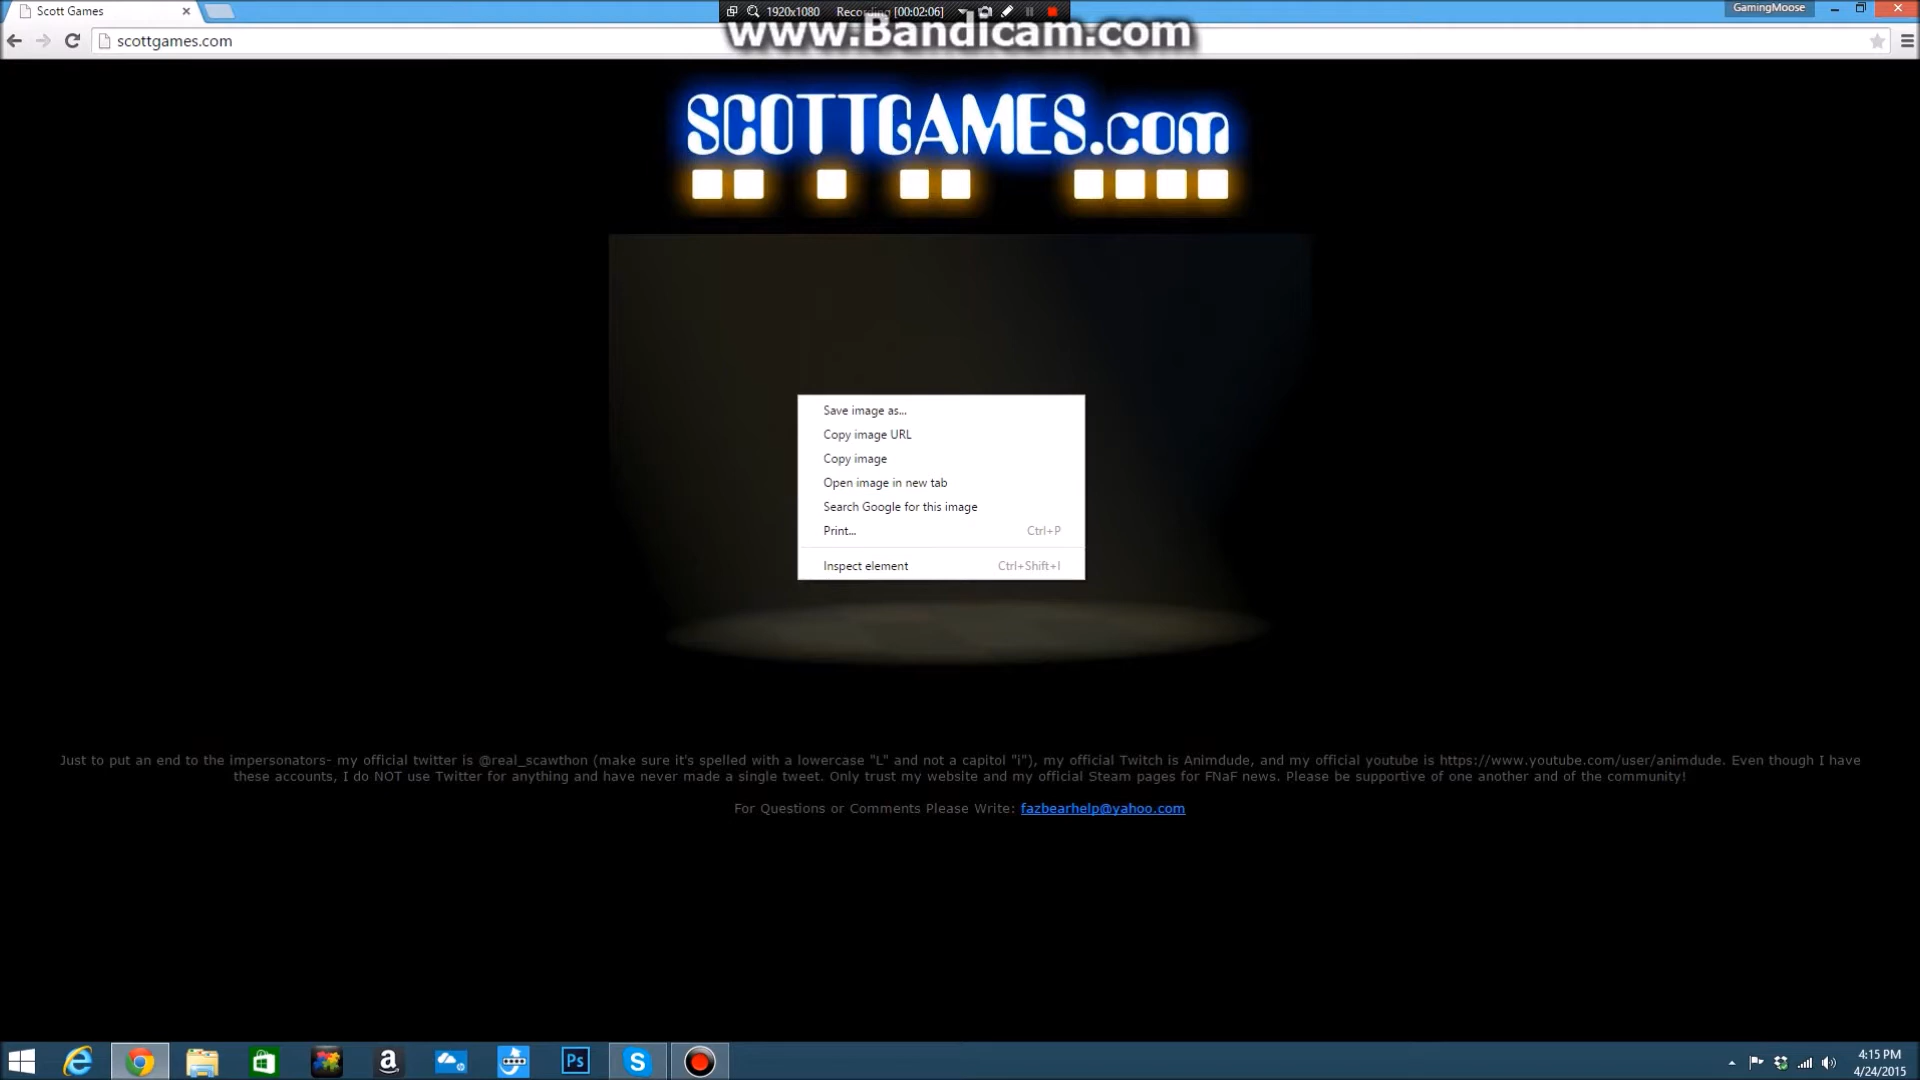 Scott Games
1920x1080 Recording [00:02:06]
GamingMoose
www.Bandicam.com
scottgames.com
SCOTTGAMES.com
Save image as...
Copy image URL
Copy image
Open image in new tab
Search Google for this image
Print... Ctrl+P
Inspect element Ctrl+Shift+I
Just to put an end to the impersonators- my official twitter is @real_scawthon (make sure it's spelled with a lowercase "L" and not a capitol "i"), my official Twitch is Animdude, and my official youtube is https://www.youtube.com/user/animdude. Even though I have
these accounts, I do NOT use Twitter for anything and have never made a single tweet. Only trust my website and my official Steam pages for FNaF news. Please be supportive of one another and of the community!
For Questions or Comments Please Write: fazbearhelp@yahoo.com
Ps
4:15 PM
4/24/2015